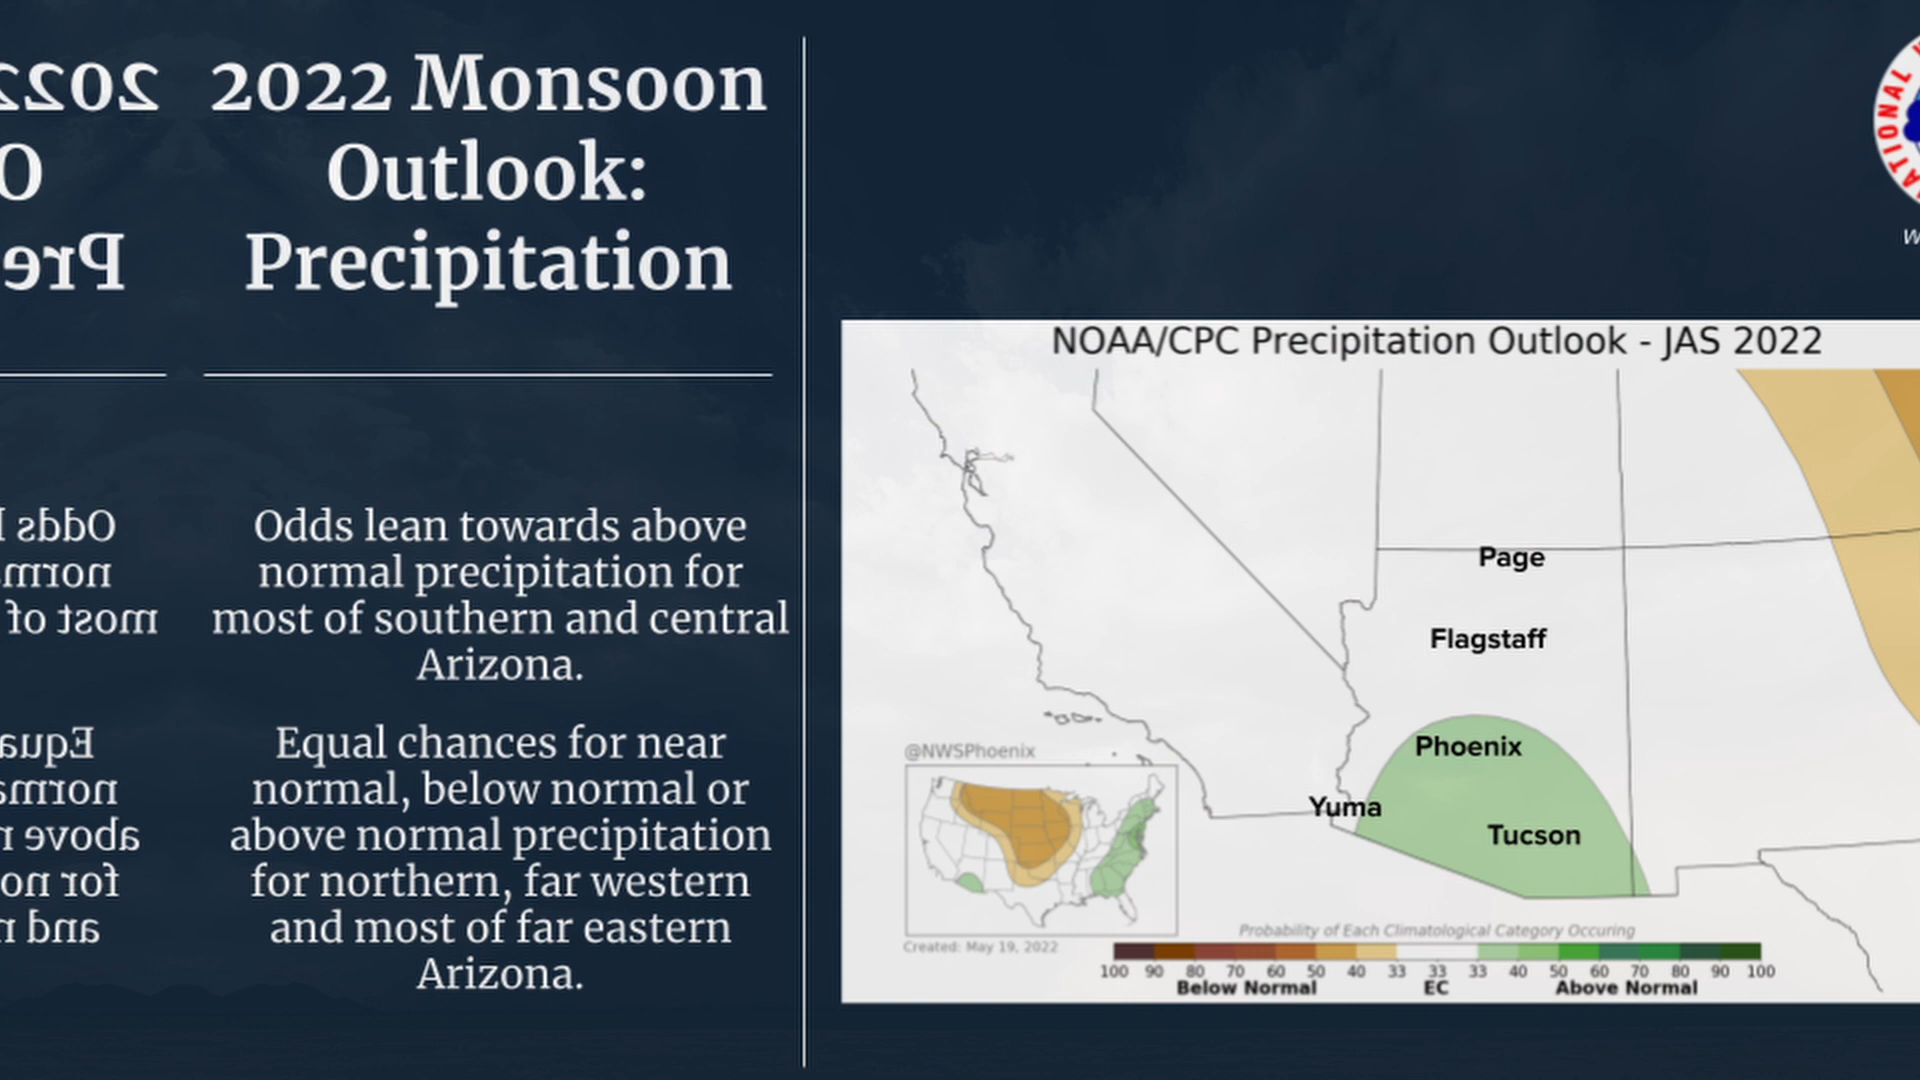 2022 Monsoon
Outlook:
Precipitation
Odds lean towards above
normal precipitation for
most of southern and central
Arizona.
Equal chances for near
normal, below normal or
above normal precipitation
for northern, far western
and most of far eastern
Arizona.
NATIONAL
NOAA/CPC Precipitation Outlook - JAS 2022
Page
Flagstaff
Phoenix
Yuma
Tucson
@NWSPhoenix
Created: May 19, 2022
Probability of Each Climatological Category Occuring
100 90 80 70 60 50 40 33 33 33 40 50 60 70 80 90 100
Below Normal EC Above Normal